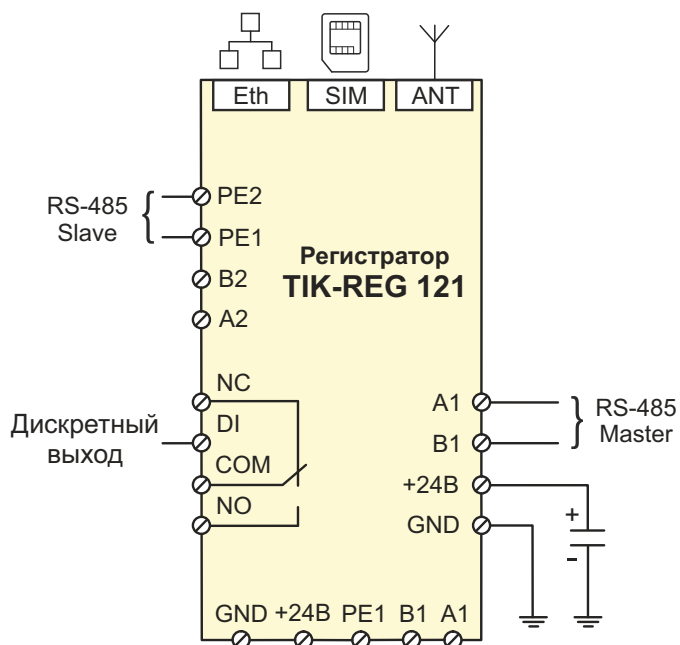 Eth
SIM
ANT
PE2
RS-485
Slave
PE1
B2
A2
Регистратор
TIK-REG 121
NC
DI
Дискретный
выход
COM
NO
A1
B1
RS-485
Master
+24В
GND
+
-
GND
+24В
PE1
B1
A1